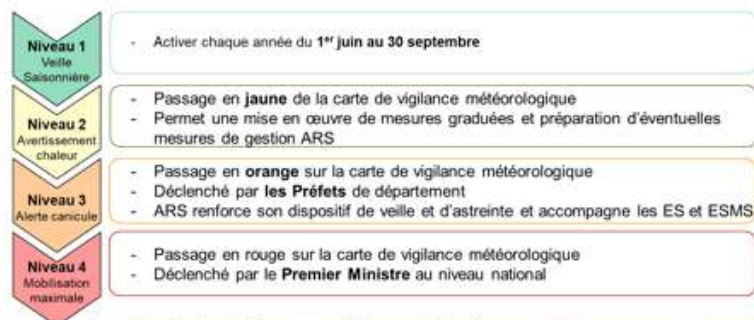 Niveau 1
Veille
Saisonnière
- Activer chaque année du 1er juin au 30 septembre
Niveau 2
Avertissement
chaleur
- Passage en jaune de la carte de vigilance météorologique
- Permet une mise en œuvre de mesures graduées et préparation d'éventuelles
mesures de gestion ARS
Niveau 3
Alerte canicule
- Passage en orange sur la carte de vigilance météorologique
- Déclenché par les Préfets de département
- ARS renforce son dispositif de veille et d'astreinte et accompagne les ES et ESMS
Niveau 4
Mobilisation
maximale
- Passage en rouge sur la carte de vigilance météorologique
- Déclenché par le Premier Ministre au niveau national